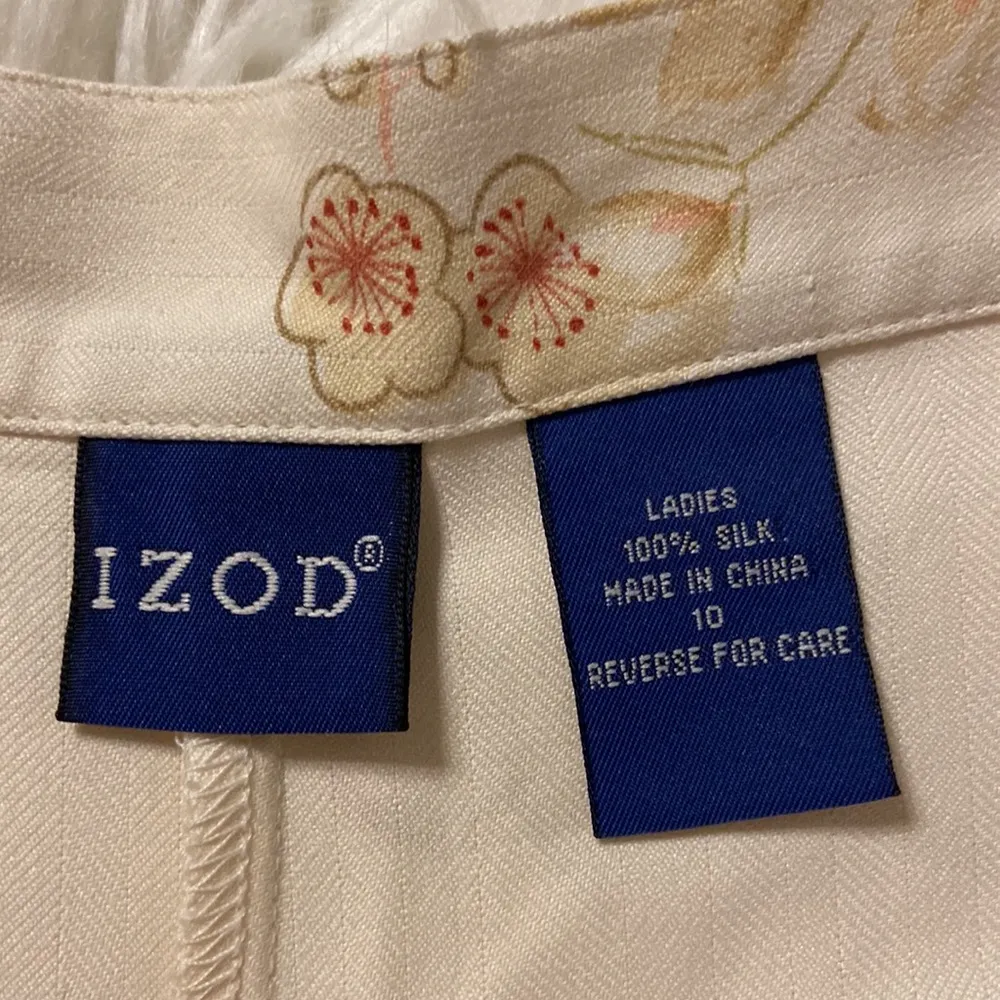 IZOD®
LADIES
100% SILK
MADE IN CHINA
10
REVERSE FOR CARE